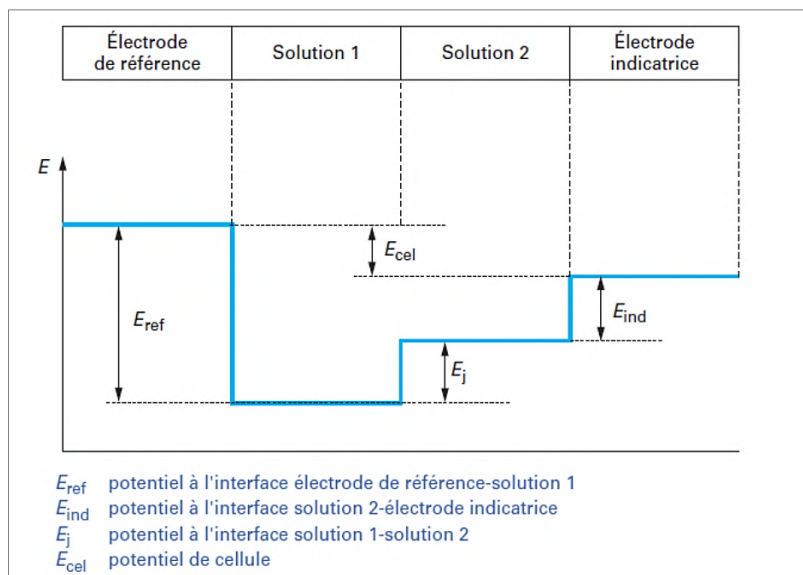 Électrode
de référence
Solution 1
Solution 2
Électrode
indicatrice
E
E_cel
E_ref
E_ind
E_j
E_ref potentiel à l'interface électrode de référence-solution 1
E_ind potentiel à l'interface solution 2-électrode indicatrice
E_j potentiel à l'interface solution 1-solution 2
E_cel potentiel de cellule